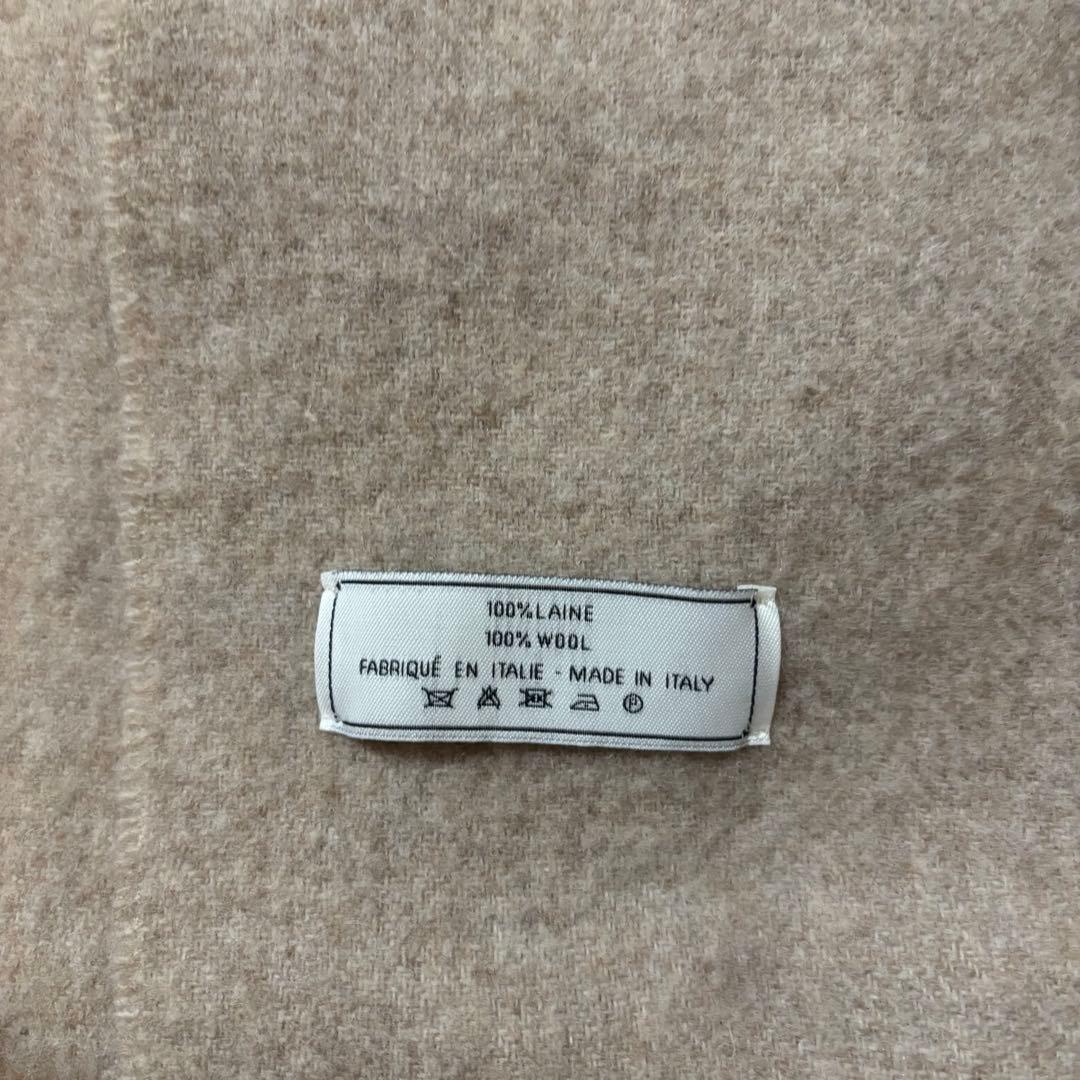 100% LAINE
100% WOOL
FABRIQUÉ EN ITALIE - MADE IN ITALY
P